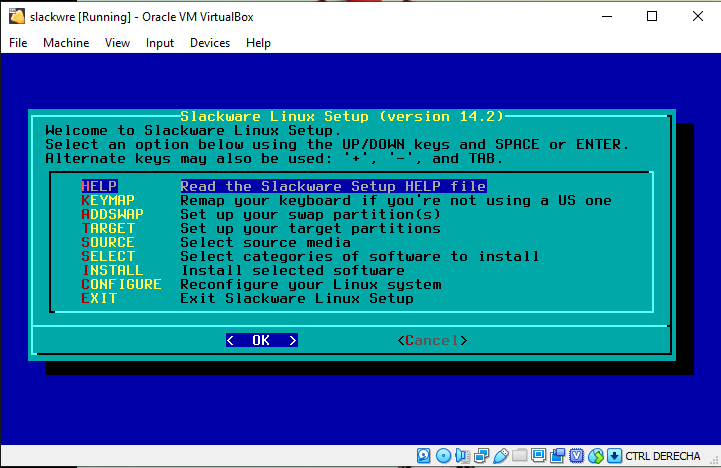 slackwre [Running] - Oracle VM VirtualBox
File Machine View Input Devices Help
Slackware Linux Setup (version 14.2)
Welcome to Slackware Linux Setup.
Select an option below using the UP/DOWN keys and SPACE or ENTER.
Alternate keys may also be used: '+', '-', and TAB.
HELP Read the Slackware Setup HELP file
KEYMAP Remap your keyboard if you're not using a US one
ADDSWAP Set up your swap partition(s)
TARGET Set up your target partitions
SOURCE Select source media
SELECT Select categories of software to install
INSTALL Install selected software
CONFIGURE Reconfigure your Linux system
EXIT Exit Slackware Linux Setup
< OK > <Cancel>
CTRL DERECHA